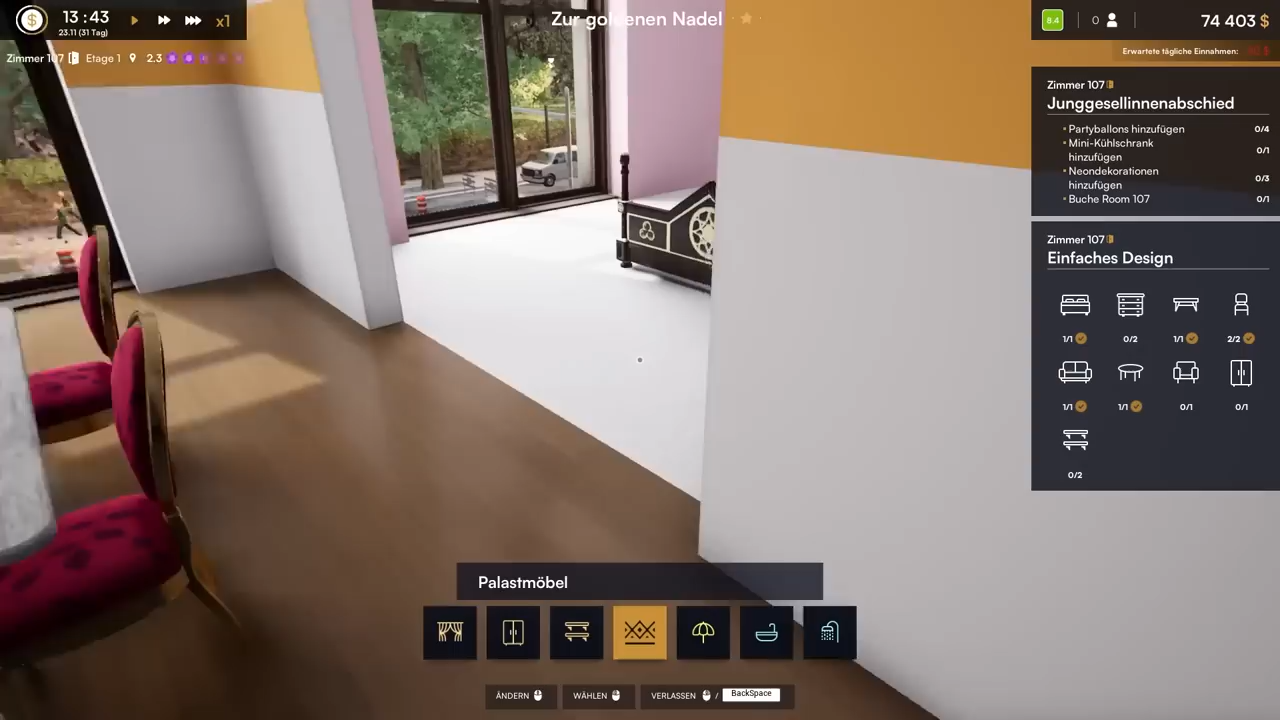 13:43
23.11 (31 Tag)
x1
Zur goldenen Nadel
8.4
0
74 403 $
Erwartete tägliche Einnahmen:
Zimmer 107
Etage 1
2.3
Zimmer 107
Junggesellinnenabschied
Partyballons hinzufügen 0/4
Mini-Kühlschrank
hinzufügen 0/1
Neondekorationen
hinzufügen 0/3
Buche Room 107 0/1
Zimmer 107
Einfaches Design
1/1 0/2 1/1 2/2
1/1 1/1 0/1 0/1
0/2
Palastmöbel
ÄNDERN
WÄHLEN
VERLASSEN / BackSpace